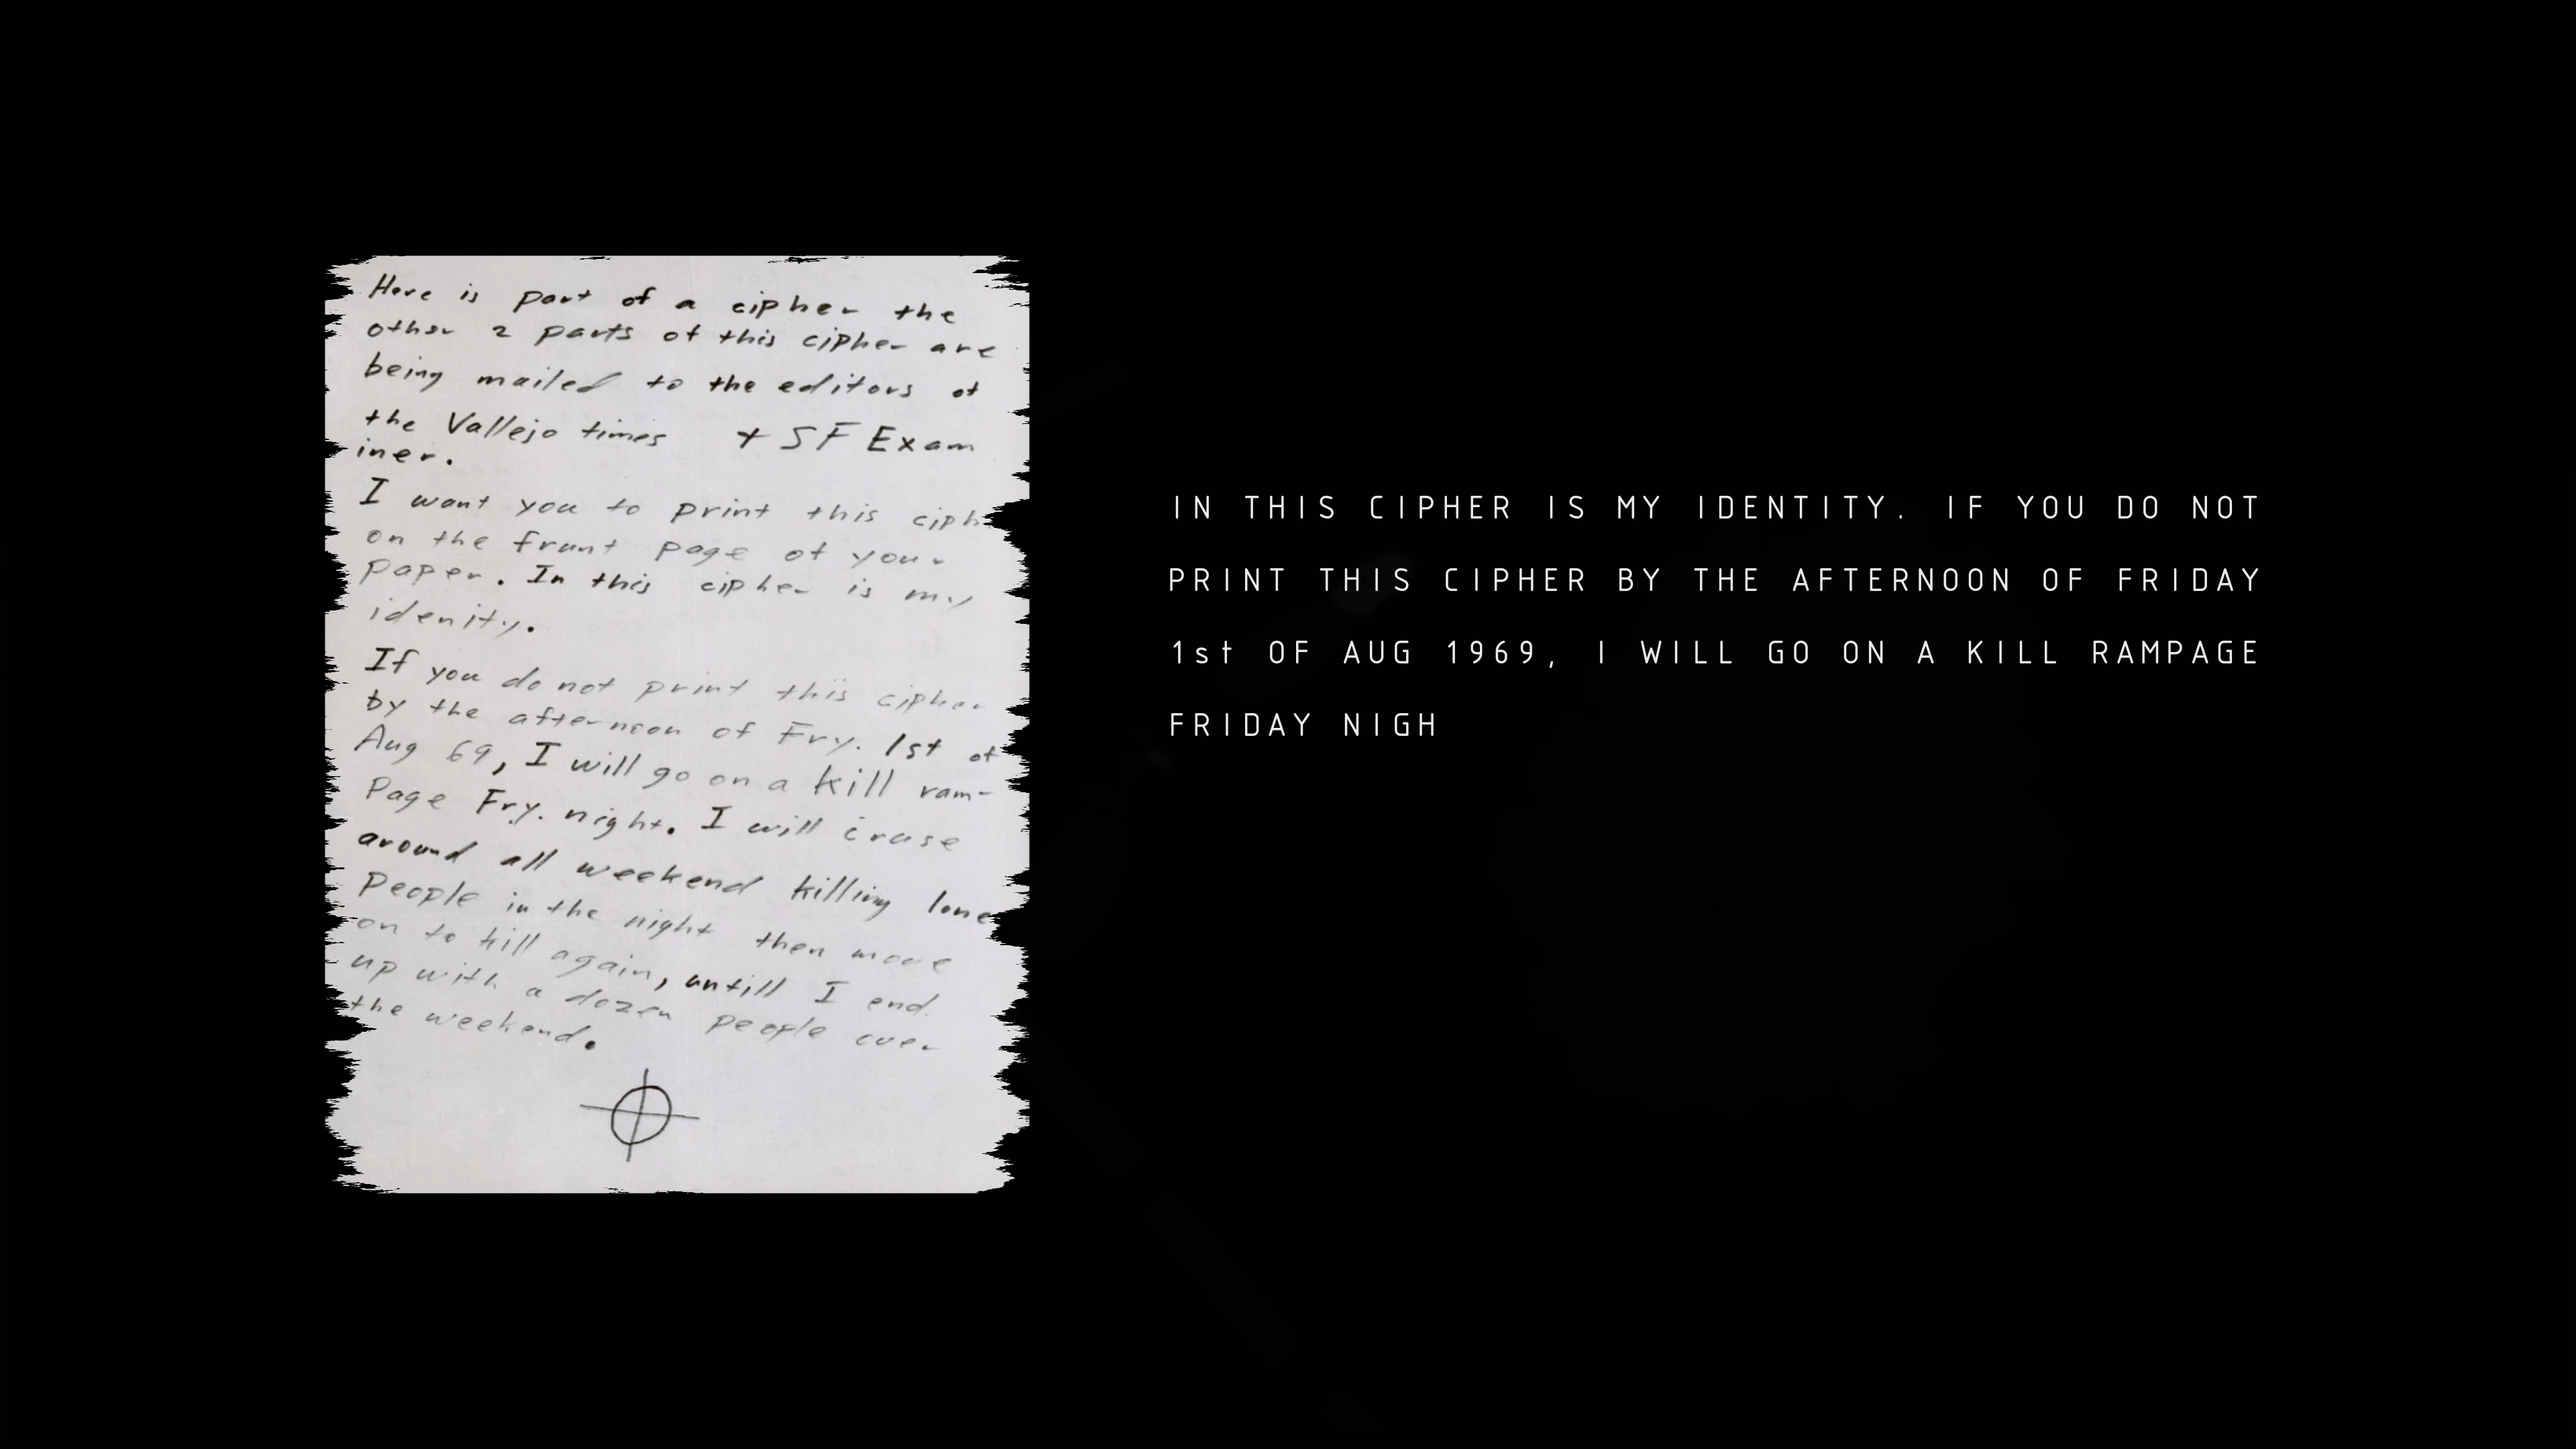 Here is part of a cipher the
other 2 parts of this cipher are
being mailed to the editors of
the Vallejo times + SF Exam
iner.
I want you to print this ciph
on the frunt page of your
paper. In this cipher is my
idenity.
If you do not print this cipher
by the afternoon of Fry. 1st of
Aug 69, I will go on a kill ram-
Page Fry. night. I will cruse
around all weekend killing lone
People in the night then move
on to kill again, untill I end
up with a dozen people over
the weekend.
IN THIS CIPHER IS MY IDENTITY. IF YOU DO NOT
PRINT THIS CIPHER BY THE AFTERNOON OF FRIDAY
1st OF AUG 1969, I WILL GO ON A KILL RAMPAGE
FRIDAY NIGH